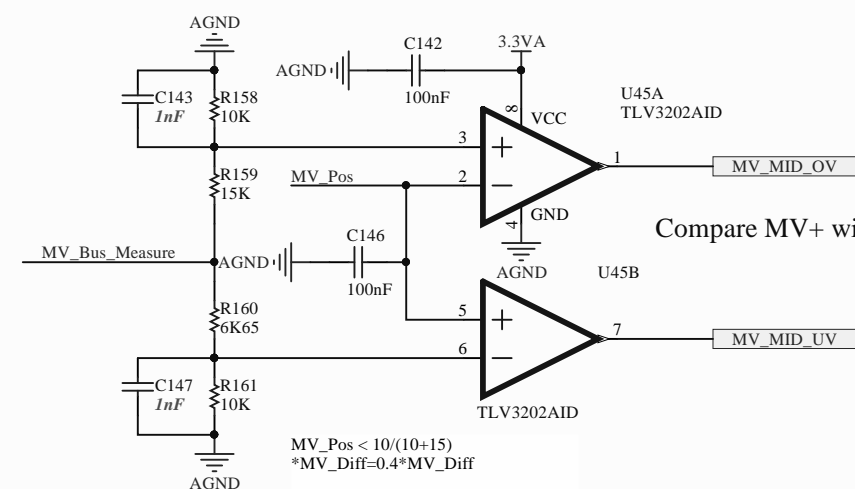 AGND
C142
3.3VA
AGND
100nF
C143
1nF
R158
10K
U45A
TLV3202AID
8
VCC
3
2
1
MV_MID_OV
R159
15K
MV_Pos
4
GND
AGND
Compare MV+ wi
MV_Bus_Measure
AGND
C146
100nF
U45B
R160
6K65
5
6
7
MV_MID_UV
C147
1nF
R161
10K
TLV3202AID
AGND
MV_Pos < 10/(10+15)
*MV_Diff=0.4*MV_Diff